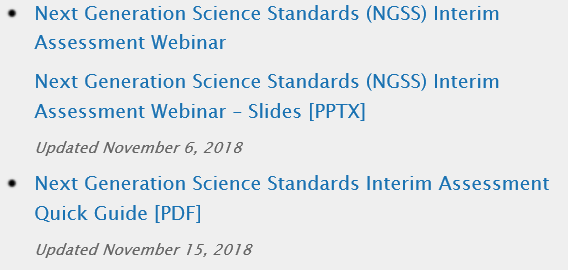 Next Generation Science Standards (NGSS) Interim
Assessment Webinar
Next Generation Science Standards (NGSS) Interim
Assessment Webinar – Slides [PPTX]
Updated November 6, 2018
Next Generation Science Standards Interim Assessment
Quick Guide [PDF]
Updated November 15, 2018